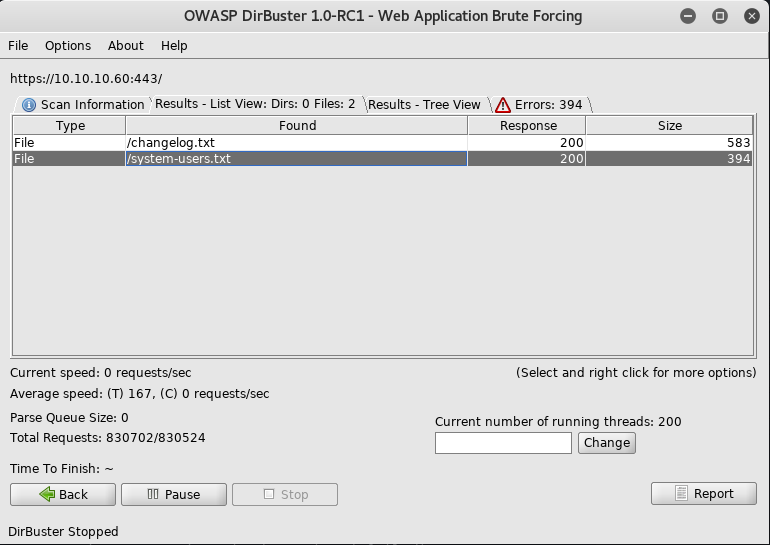 OWASP DirBuster 1.0-RC1 - Web Application Brute Forcing
File Options About Help
https://10.10.10.60:443/
Scan Information Results - List View: Dirs: 0 Files: 2 Results - Tree View Errors: 394
Type Found Response Size
File /changelog.txt 200 583
File /system-users.txt 200 394
Current speed: 0 requests/sec (Select and right click for more options)
Average speed: (T) 167, (C) 0 requests/sec
Parse Queue Size: 0
Current number of running threads: 200
Total Requests: 830702/830524
Change
Time To Finish: ~
Back Pause Stop Report
DirBuster Stopped